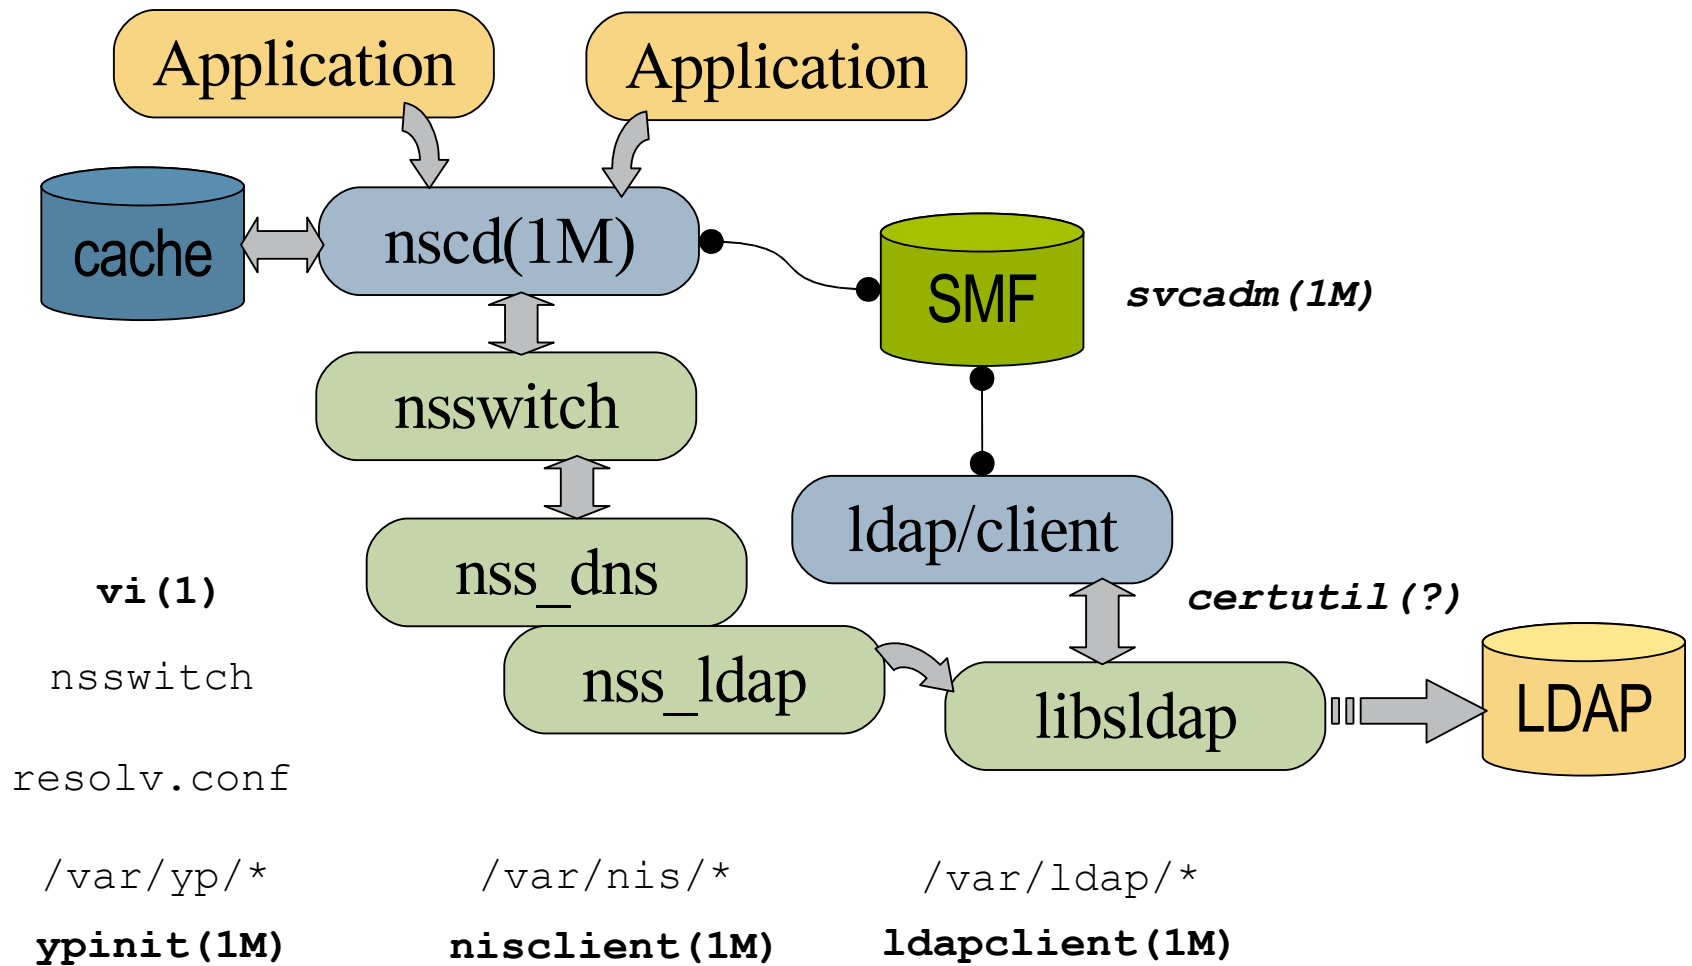 Application
Application
cache
nscd(1M)
SMF
svcadm(1M)
nsswitch
ldap/client
nss_dns
vi(1)
certutil(?)
nsswitch
nss_ldap
libsldap
LDAP
resolv.conf
/var/yp/*
/var/nis/*
/var/ldap/*
ypinit(1M)
nisclient(1M)
ldapclient(1M)